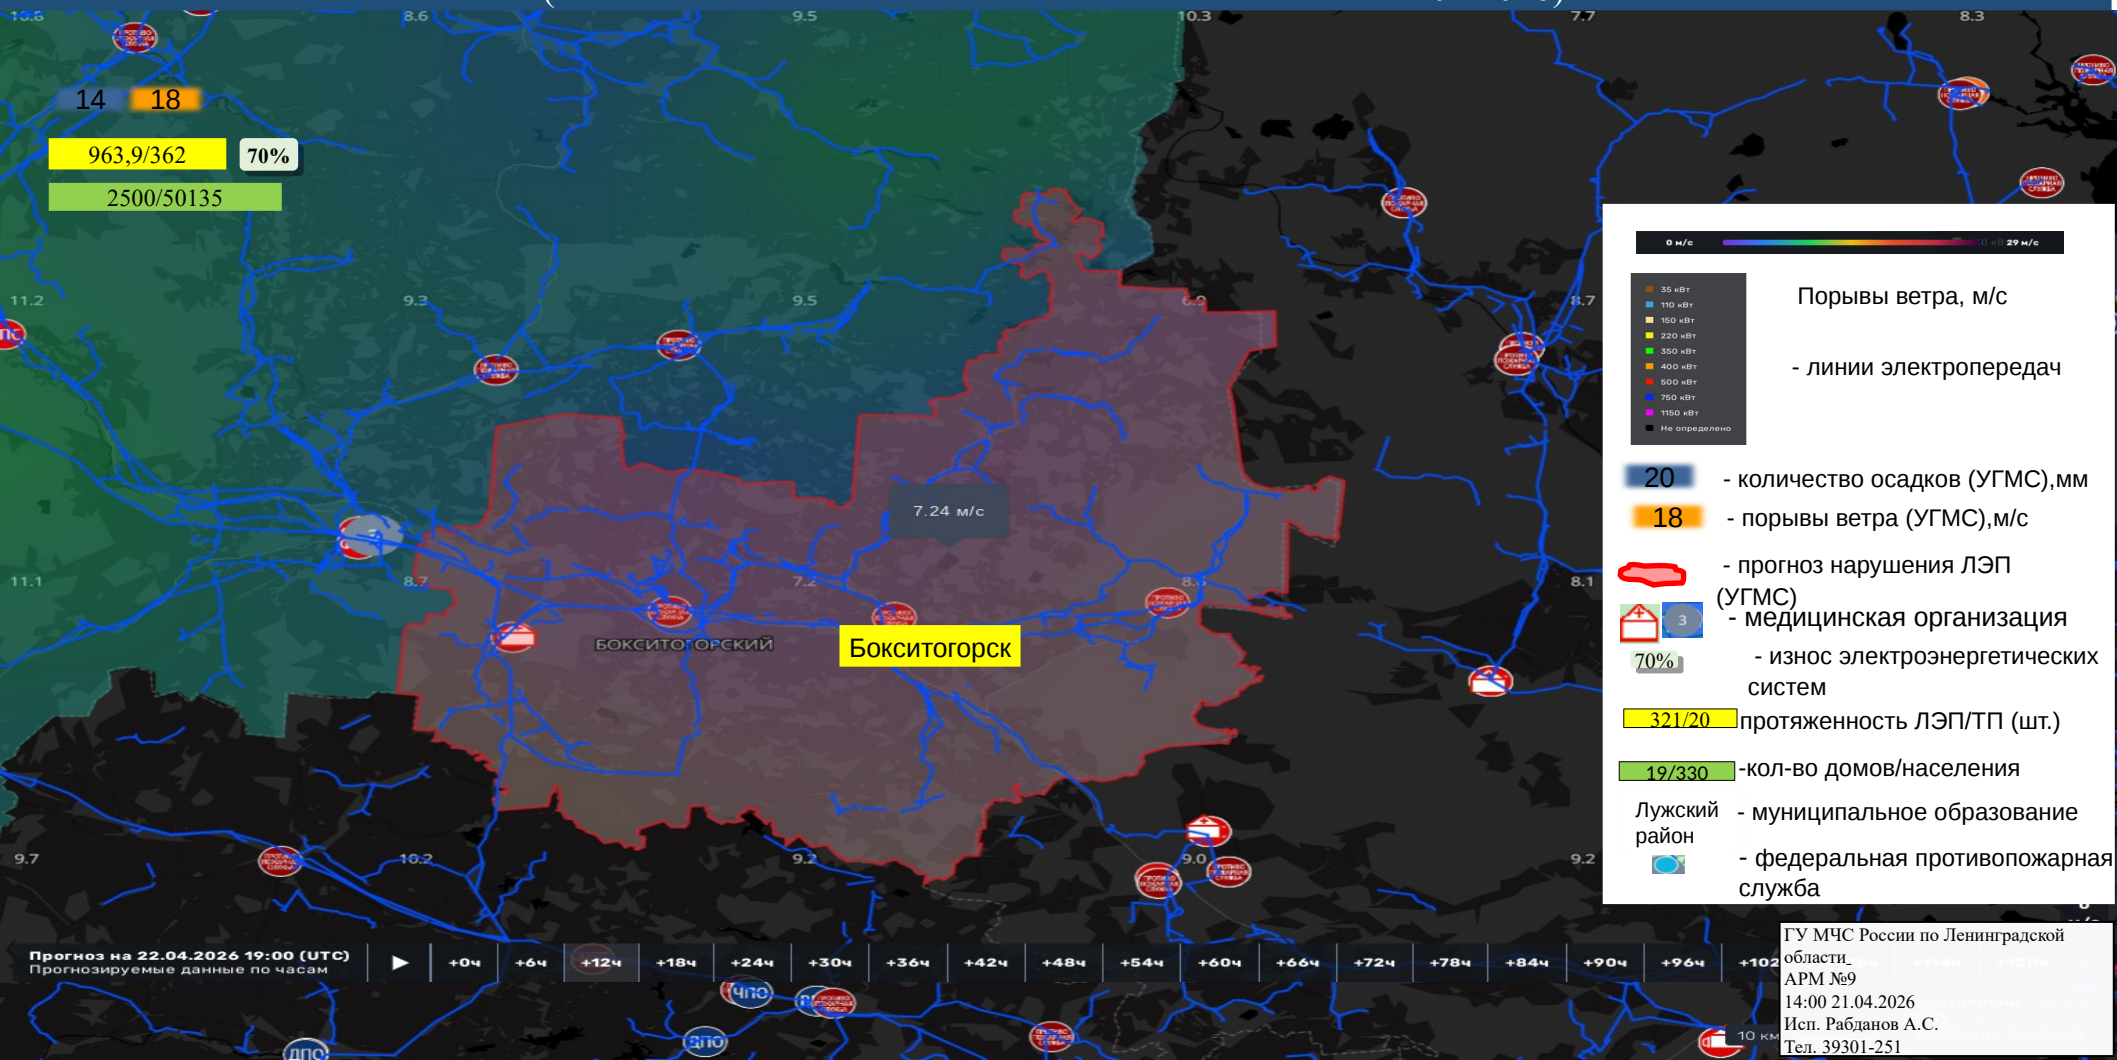 10.8
8.6
9.5
10.3
7.7
8.3
14
18
963,9/362
70%
2500/50135
11.2
9.3
9.5
6.9
8.7
0 м/с
29 м/с
35 кВт
110 кВт
150 кВт
220 кВт
350 кВт
400 кВт
500 кВт
750 кВт
1150 кВт
Не определено
Порывы ветра, м/с
- линии электропередач
20
- количество осадков (УГМС),мм
18
- порывы ветра (УГМС),м/с
- прогноз нарушения ЛЭП
(УГМС)
3
- медицинская организация
70%
- износ электроэнергетических
систем
321/20
протяженность ЛЭП/ТП (шт.)
19/330
-кол-во домов/населения
Лужский
район
- муниципальное образование
- федеральная противопожарная
служба
7.24 м/с
11.1
8.7
7.2
8.1
БОКСИТОГОРСКИЙ
Бокситогорск
9.7
10.2
9.2
9.0
9.2
Прогноз на 22.04.2026 19:00 (UTC)
Прогнозируемые данные по часам
+0ч
+6ч
+12ч
+18ч
+24ч
+30ч
+36ч
+42ч
+48ч
+54ч
+60ч
+66ч
+72ч
+78ч
+84ч
+90ч
+96ч
+102
ЧПО
ДПО
ДПО
10 км
ГУ МЧС России по Ленинградской
области
АРМ №9
14:00 21.04.2026
Исп. Рабданов А.С.
Тел. 39301-251